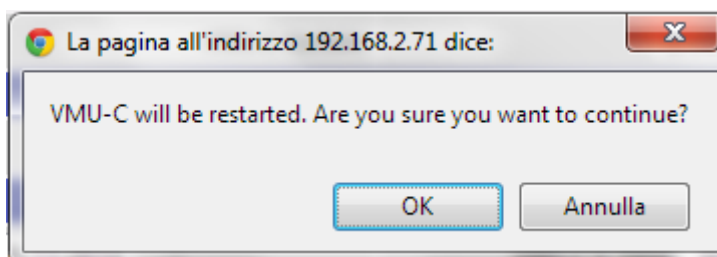 La pagina all'indirizzo 192.168.2.71 dice:
VMU-C will be restarted. Are you sure you want to continue?
OK
Annulla